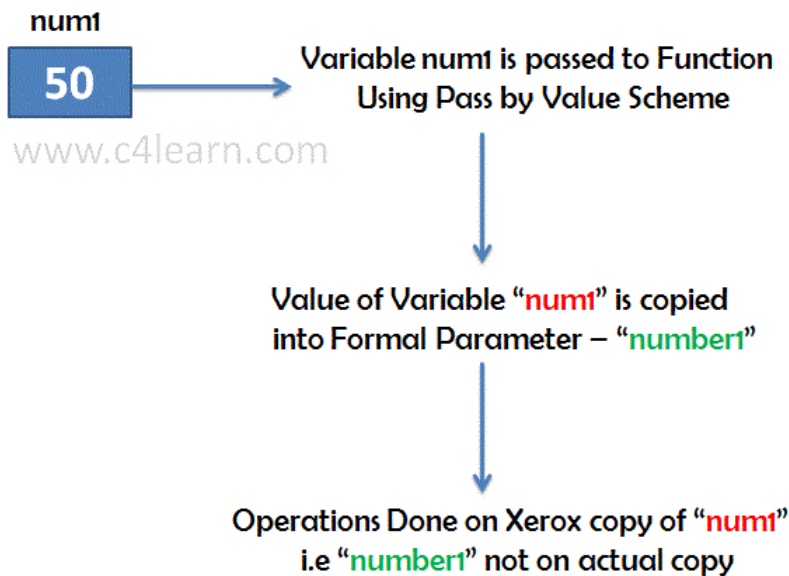 num1
50
Variable num1 is passed to Function
Using Pass by Value Scheme
www.c4learn.com
Value of Variable “num1” is copied
into Formal Parameter – “number1”
Operations Done on Xerox copy of “num1”
i.e “number1” not on actual copy